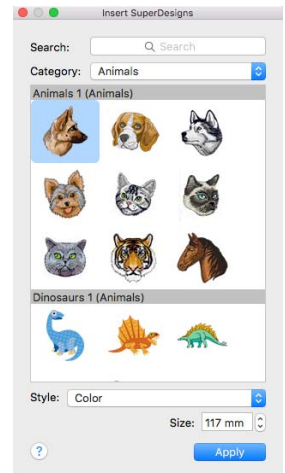 Insert SuperDesigns
Search: Search
Category: Animals
Animals 1 (Animals)
Dinosaurs 1 (Animals)
Style: Color
Size: 117 mm
? Apply